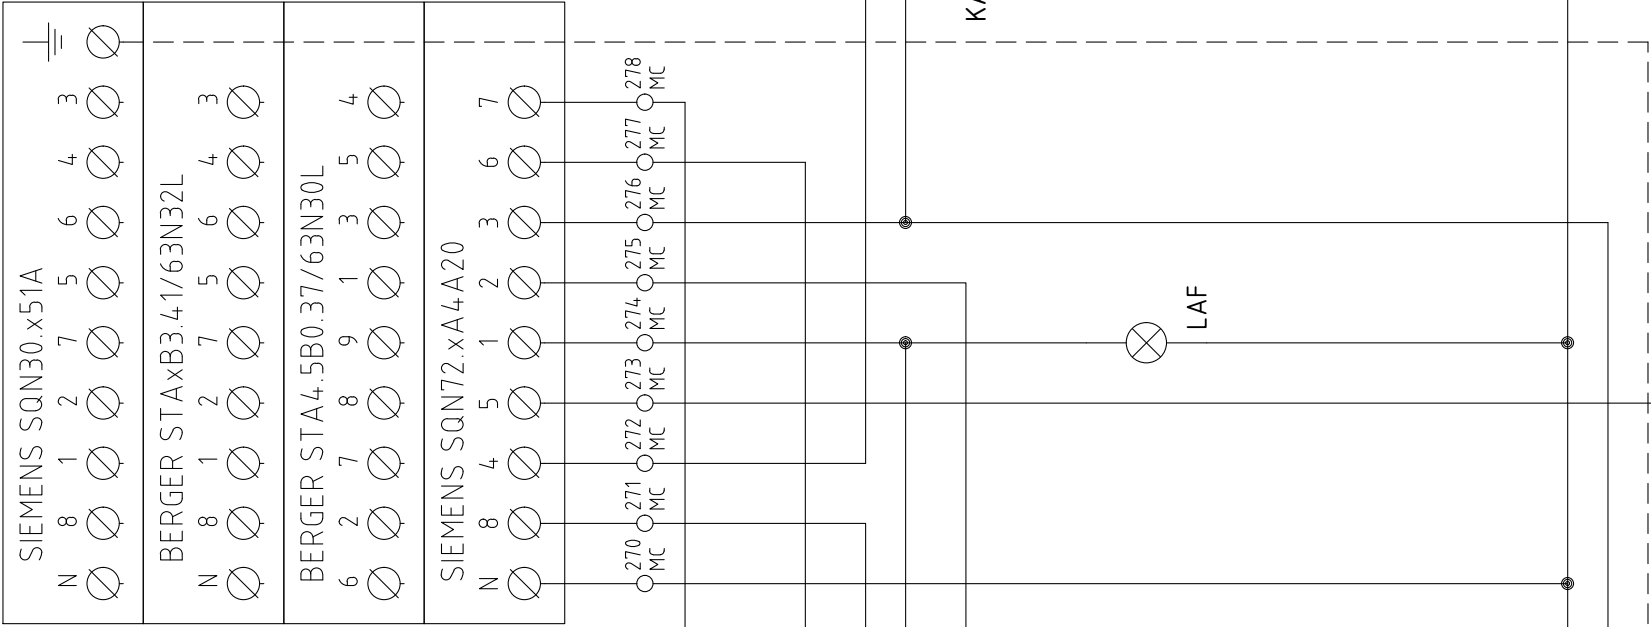 SIEMENS SQN30.x51A
N 8 1 2 7 5 6 4 3
BERGER STAxB3.41/63N32L
N 8 1 2 7 5 6 4 3
BERGER STA4.5B0.37/63N30L
6 2 7 8 9 1 3 5 4
SIEMENS SQN72.xA4A20
N 8 4 5 1 2 3 6 7
270 271 272 273 274 275 276 277 278
MC MC MC MC MC MC MC MC MC
LAF